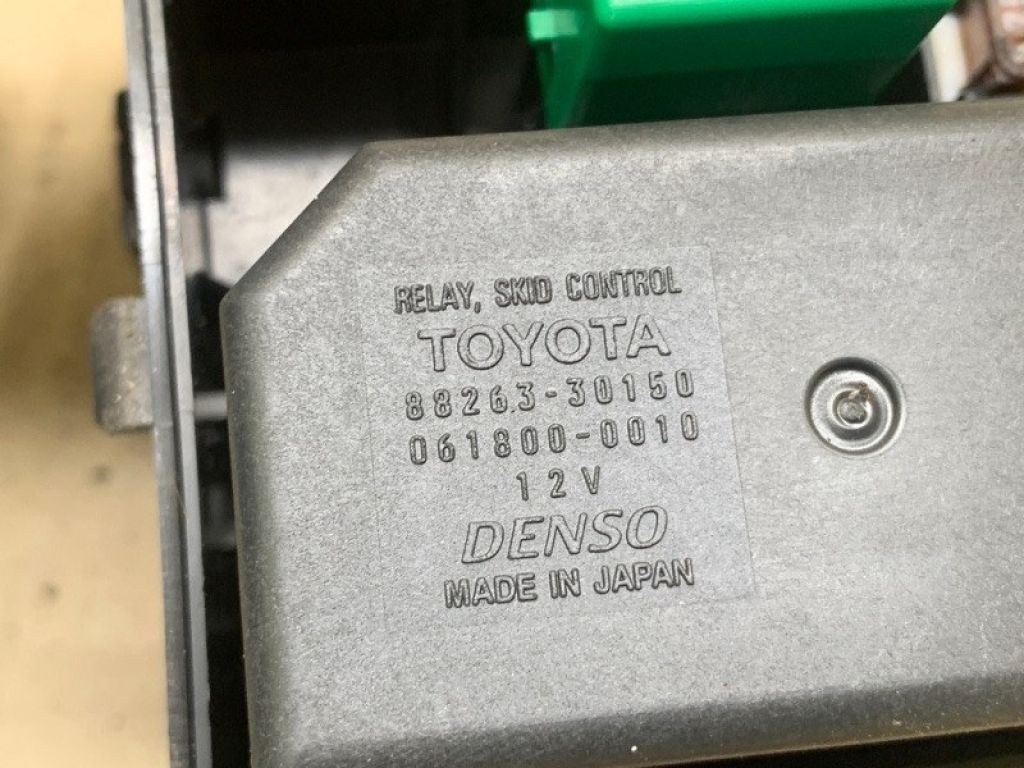 RELAY, SKID CONTROL
TOYOTA
88263-30150
061800-0010
12V
DENSO
MADE IN JAPAN